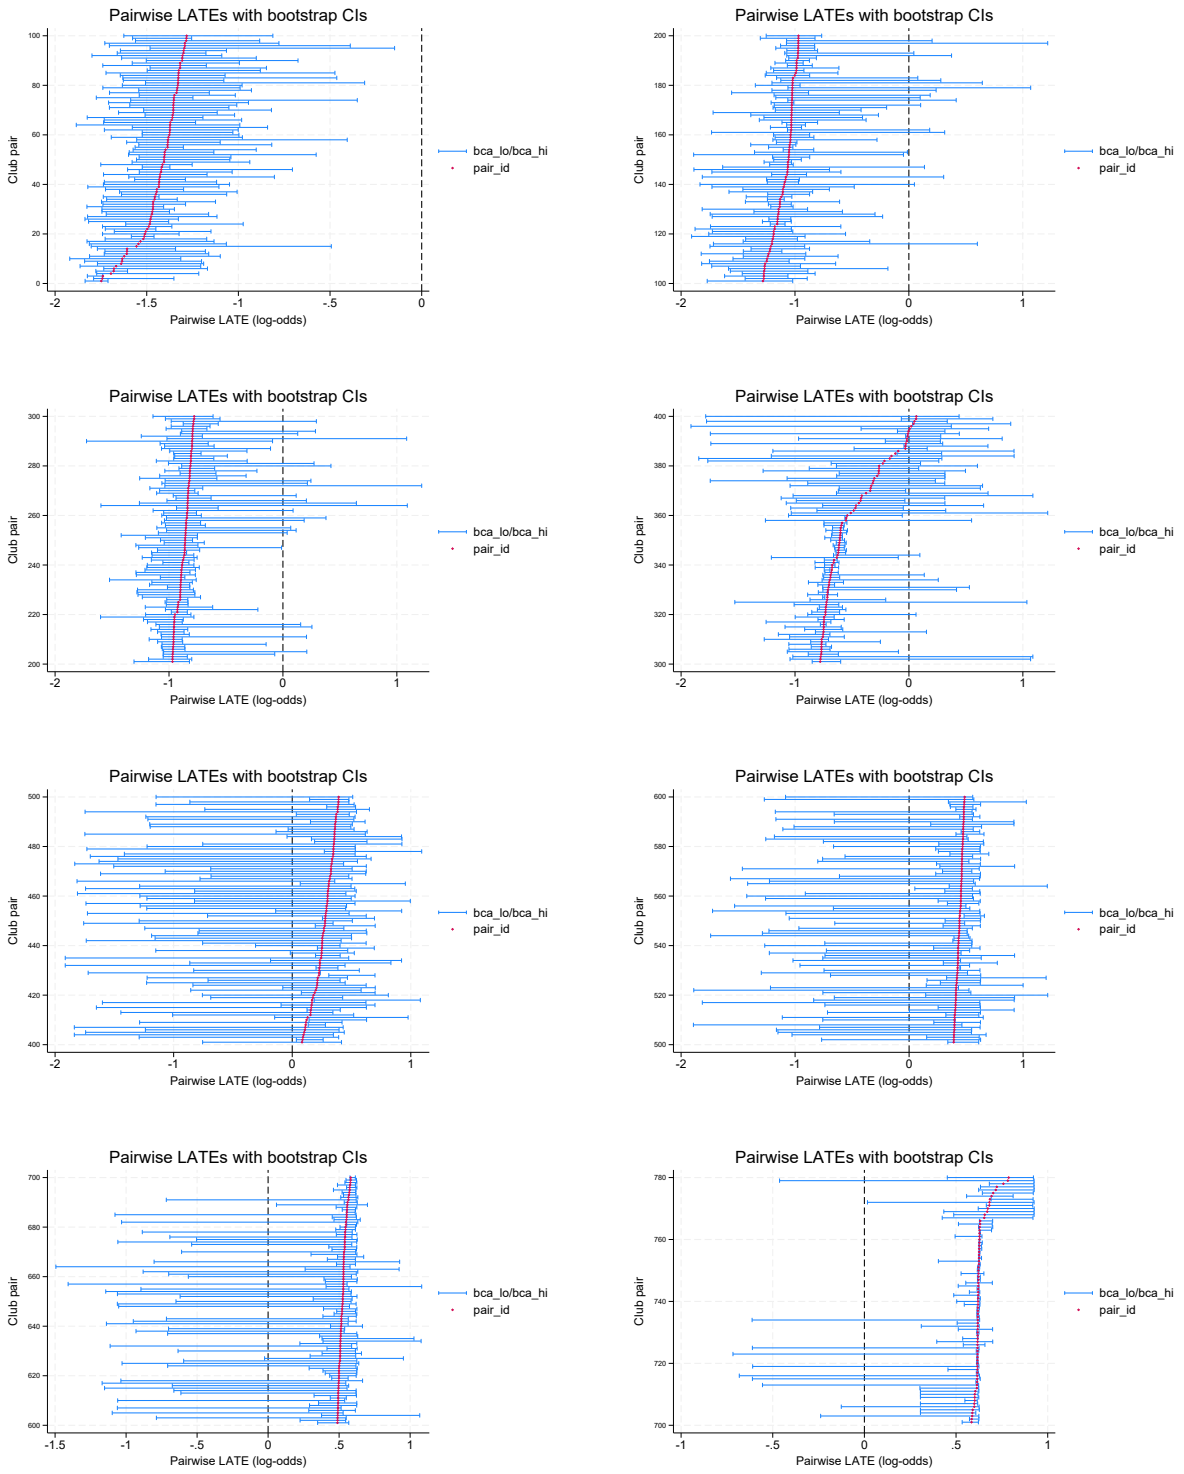 Pairwise LATEs with bootstrap CIs
Club pair
100
80
60
40
20
0
-2
-1.5
-1
-.5
0
Pairwise LATE (log-odds)
bca_lo/bca_hi
pair_id
Pairwise LATEs with bootstrap CIs
Club pair
200
180
160
140
120
100
-2
-1
0
1
Pairwise LATE (log-odds)
bca_lo/bca_hi
pair_id
Pairwise LATEs with bootstrap CIs
Club pair
300
280
260
240
220
200
-2
-1
0
1
Pairwise LATE (log-odds)
bca_lo/bca_hi
pair_id
Pairwise LATEs with bootstrap CIs
Club pair
400
380
360
340
320
300
-2
-1
0
1
Pairwise LATE (log-odds)
bca_lo/bca_hi
pair_id
Pairwise LATEs with bootstrap CIs
Club pair
500
480
460
440
420
400
-2
-1
0
1
Pairwise LATE (log-odds)
bca_lo/bca_hi
pair_id
Pairwise LATEs with bootstrap CIs
Club pair
600
580
560
540
520
500
-2
-1
0
1
Pairwise LATE (log-odds)
bca_lo/bca_hi
pair_id
Pairwise LATEs with bootstrap CIs
Club pair
700
680
660
640
620
600
-1.5
-1
-.5
0
.5
1
Pairwise LATE (log-odds)
bca_lo/bca_hi
pair_id
Pairwise LATEs with bootstrap CIs
Club pair
780
760
740
720
700
-1
-.5
0
.5
1
Pairwise LATE (log-odds)
bca_lo/bca_hi
pair_id